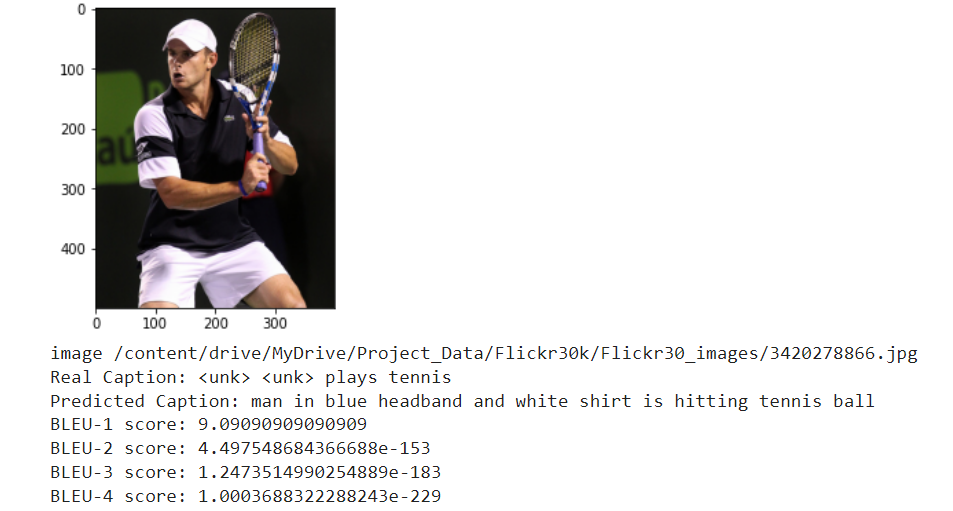 0
100
200
300
400
aú
0 100 200 300
image /content/drive/MyDrive/Project_Data/Flickr30k/Flickr30_images/3420278866.jpg
Real Caption: <unk> <unk> plays tennis
Predicted Caption: man in blue headband and white shirt is hitting tennis ball
BLEU-1 score: 9.09090909090909
BLEU-2 score: 4.497548684366688e-153
BLEU-3 score: 1.2473514990254889e-183
BLEU-4 score: 1.0003688322288243e-229